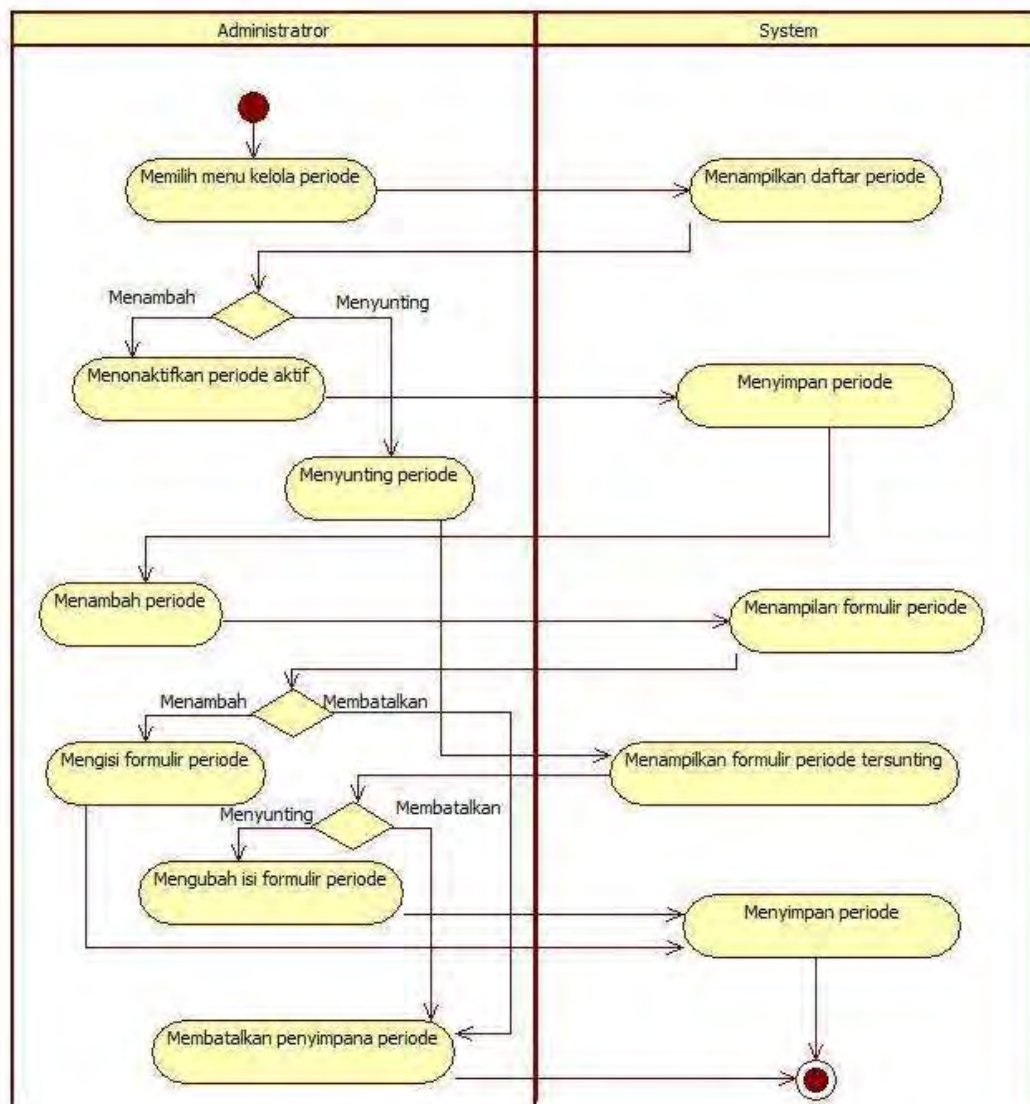 Administratror
System
Memilih menu kelola periode
Menampilkan daftar periode
Menambah
Menyunting
Menonaktifkan periode aktif
Menyimpan periode
Menyunting periode
Menambah periode
Menampilan formulir periode
Menambah
Membatalkan
Mengisi formulir periode
Menampilkan formulir periode tersunting
Menyunting
Membatalkan
Mengubah isi formulir periode
Menyimpan periode
Membatalkan penyimpana periode